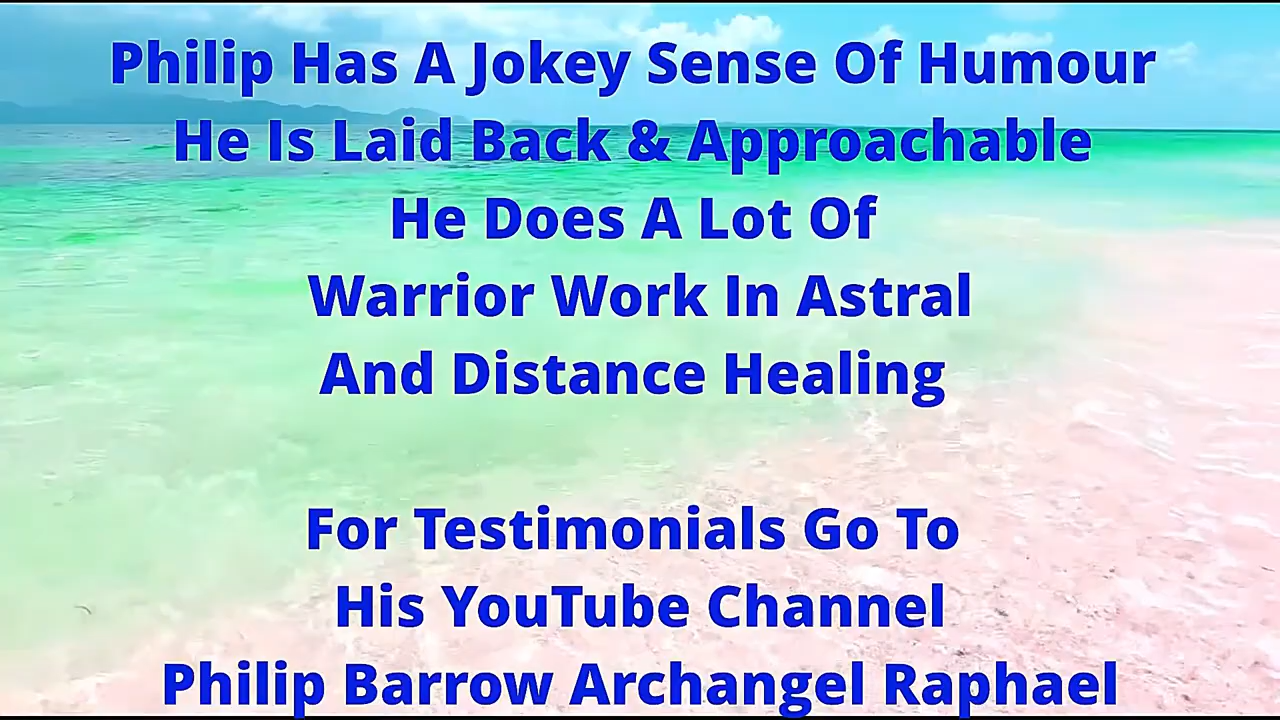 Philip Has A Jokey Sense Of Humour
He Is Laid Back & Approachable
He Does A Lot Of
Warrior Work In Astral
And Distance Healing
For Testimonials Go To
His YouTube Channel
Philip Barrow Archangel Raphael